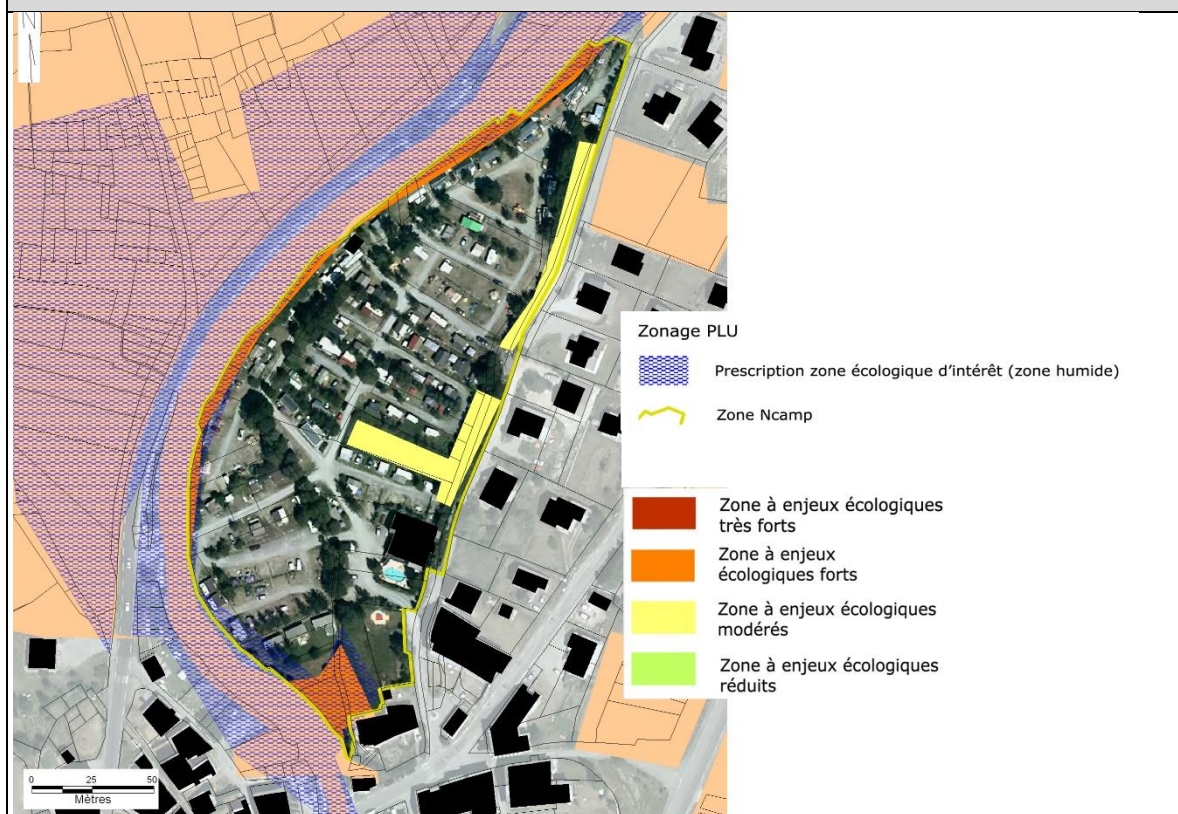 N
Zonage PLU
Prescription zone écologique d'intérêt (zone humide)
Zone Ncamp
Zone à enjeux écologiques
très forts
Zone à enjeux
écologiques forts
Zone à enjeux écologiques
modérés
Zone à enjeux écologiques
réduits
0 25 50
Mètres